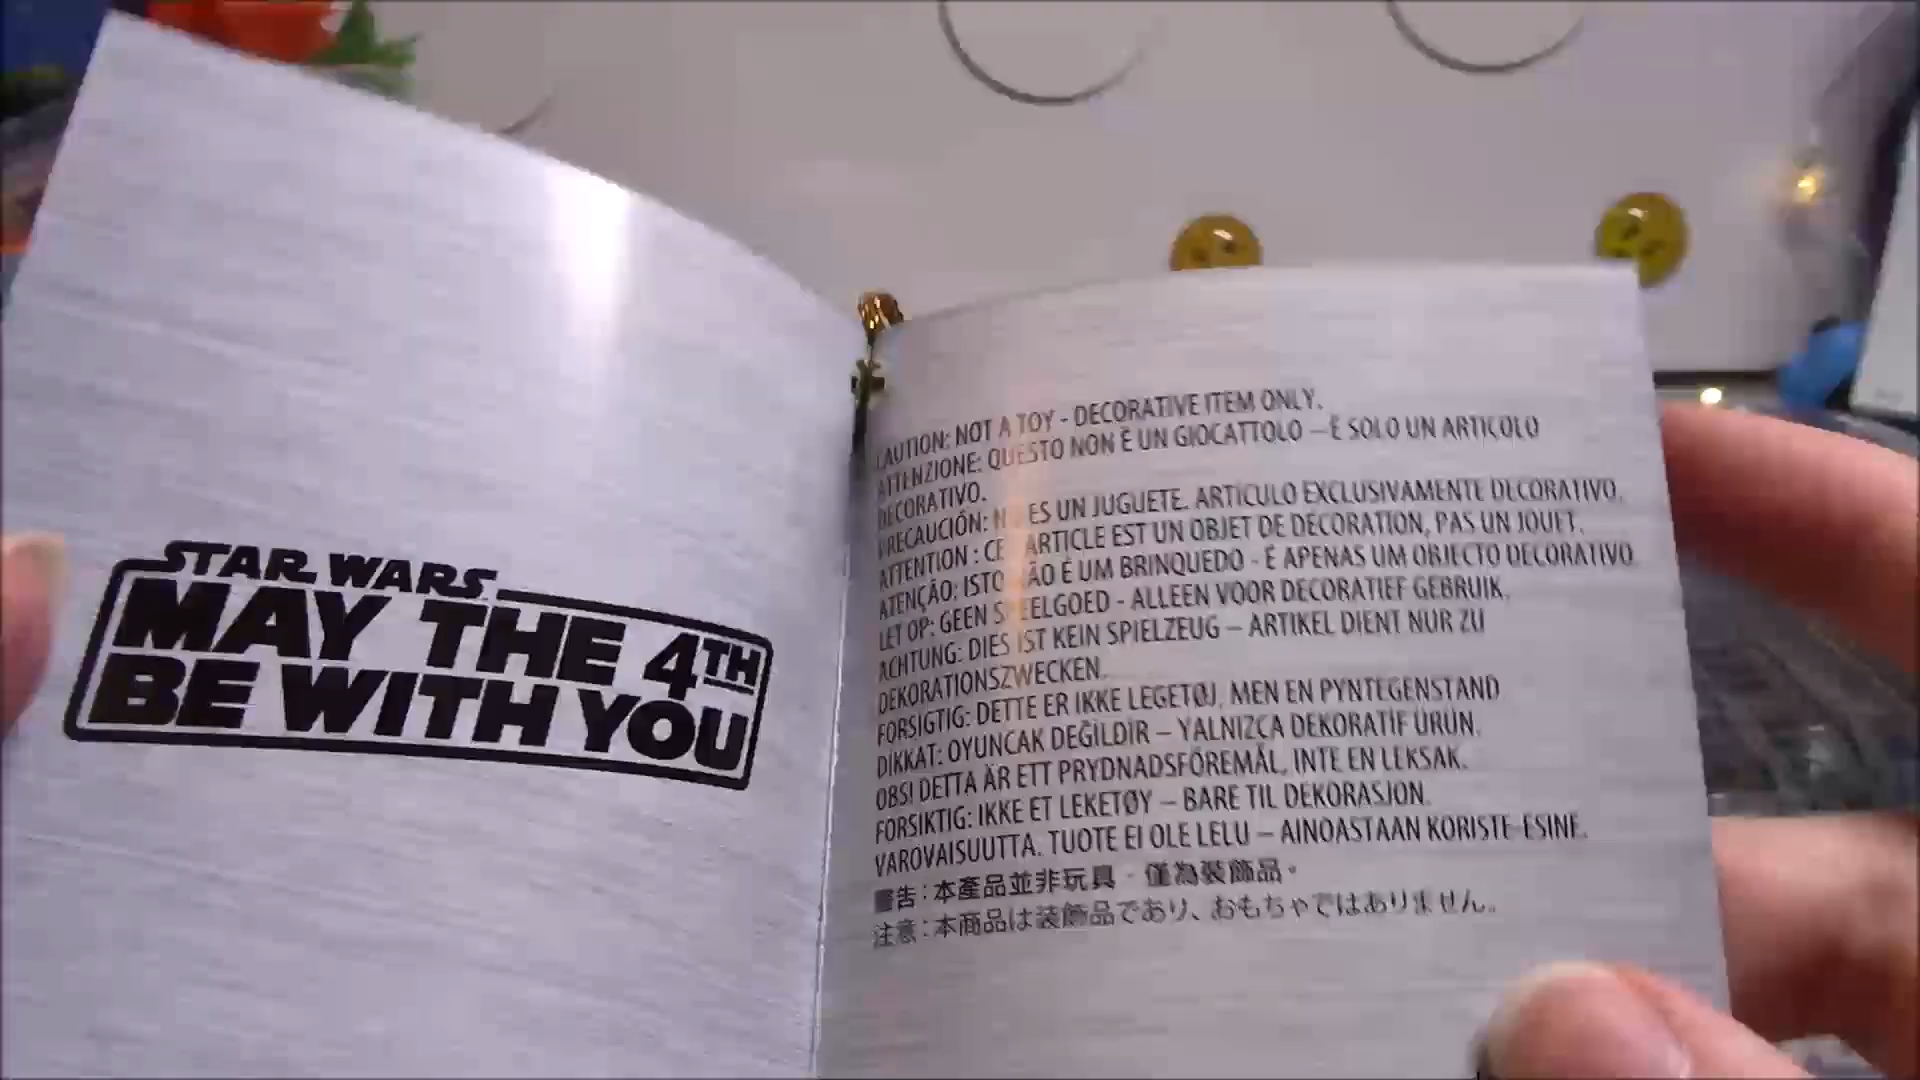 STAR WARS
MAY THE 4TH
BE WITH YOU
CAUTION: NOT A TOY - DECORATIVE ITEM ONLY.
ATTENZIONE: QUESTO NON È UN GIOCATTOLO – È SOLO UN ARTICOLO
DECORATIVO.
PRECAUCIÓN: NO ES UN JUGUETE. ARTICULO EXCLUSIVAMENTE DECORATIVO.
ATTENTION : CET ARTICLE EST UN OBJET DE DÉCORATION, PAS UN JOUET.
ATENÇÃO: ISTO NÃO É UM BRINQUEDO - É APENAS UM OBJECTO DECORATIVO.
LET OP: GEEN SPEELGOED - ALLEEN VOOR DECORATIEF GEBRUIK.
ACHTUNG: DIES IST KEIN SPIELZEUG – ARTIKEL DIENT NUR ZU
DEKORATIONSZWECKEN.
FORSIGTIG: DETTE ER IKKE LEGETØJ, MEN EN PYNTEGENSTAND
DIKKAT: OYUNCAK DEĞİLDİR – YALNIZCA DEKORATİF ÜRÜN.
OBS! DETTA ÄR ETT PRYDNADSFÖREMÅL, INTE EN LEKSAK.
FORSIKTIG: IKKE ET LEKETØY – BARE TIL DEKORASJON.
VAROVAISUUTTA. TUOTE EI OLE LELU – AINOASTAAN KORISTE-ESINE.
警告：本產品並非玩具‧僅為裝飾品。
注意：本商品は装飾品であり、おもちゃではありません。